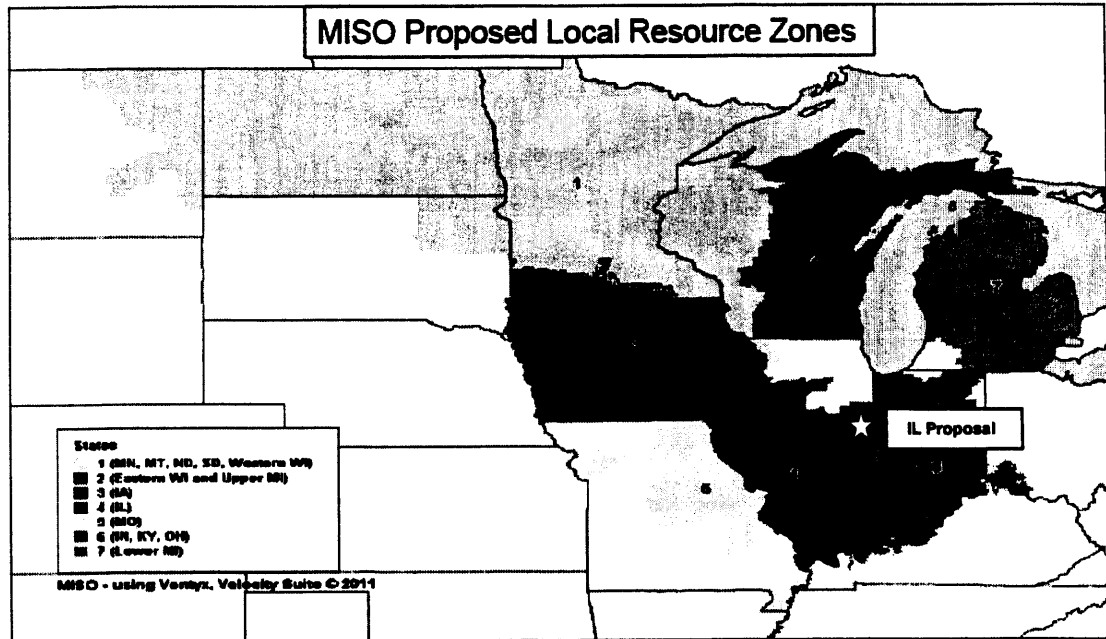 MISO Proposed Local Resource Zones
1
5
IL Proposal
States
1 (MN, MT, ND, SD, Western WI)
2 (Eastern WI and Upper MI)
3 (IA)
4 (IL)
5 (MO)
6 (IN, KY, OH)
7 (Lower MI)
MISO - using Ventyx, Velocity Suite © 2011